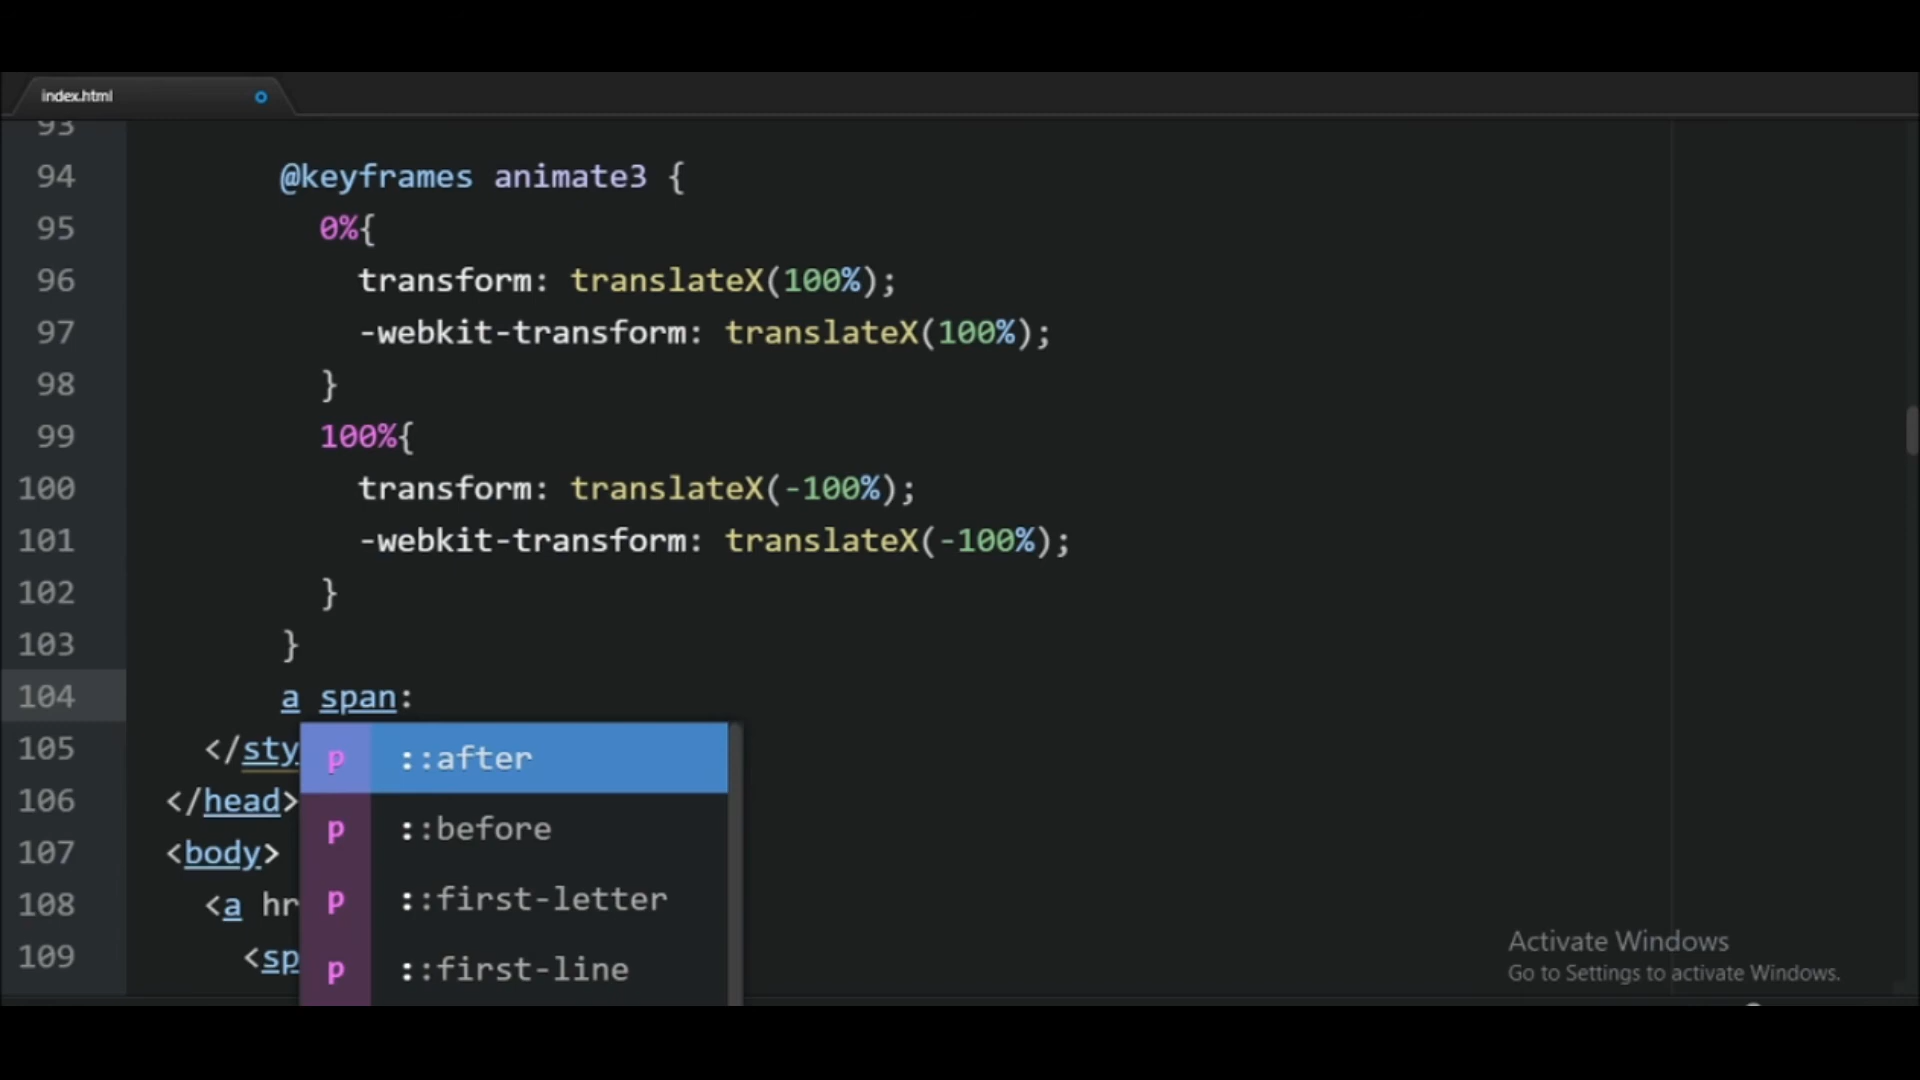 index.html
93
94 @keyframes animate3 {
95 0%{
96 transform: translateX(100%);
97 -webkit-transform: translateX(100%);
98 }
99 100%{
100 transform: translateX(-100%);
101 -webkit-transform: translateX(-100%);
102 }
103 }
104 a span:
105 </sty
p ::after
106 </head>
p ::before
107 <body>
108 <a hr
p ::first-letter
109 <sp
p ::first-line
Activate Windows
Go to Settings to activate Windows.